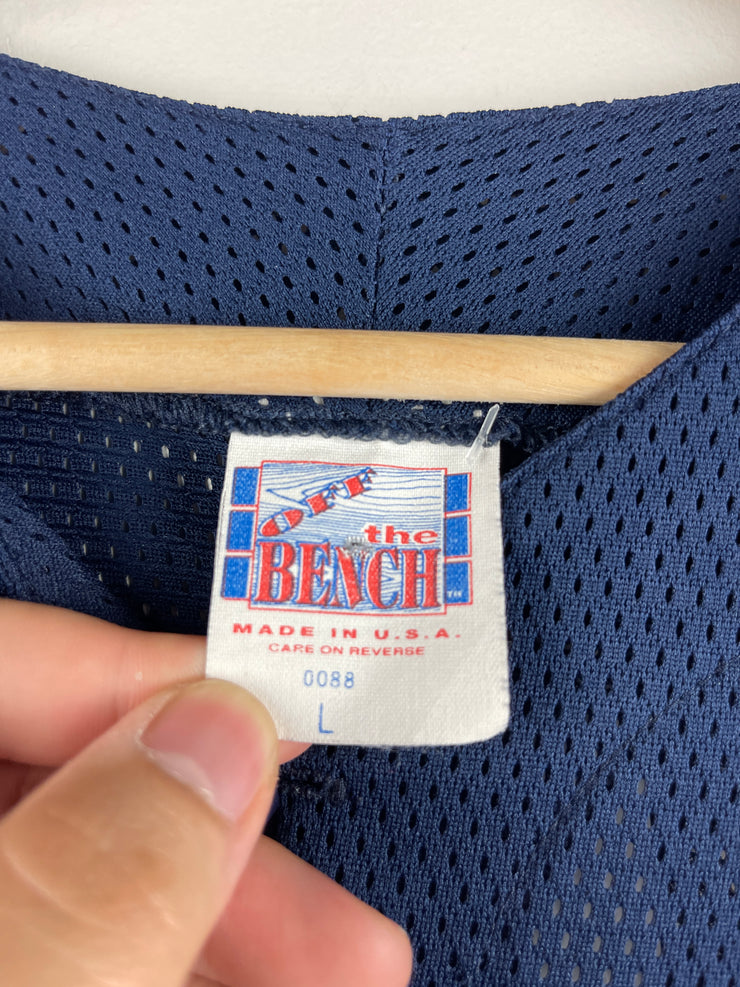 OFF
the
BENCH
TM
MADE IN U.S.A.
CARE ON REVERSE
0088
L